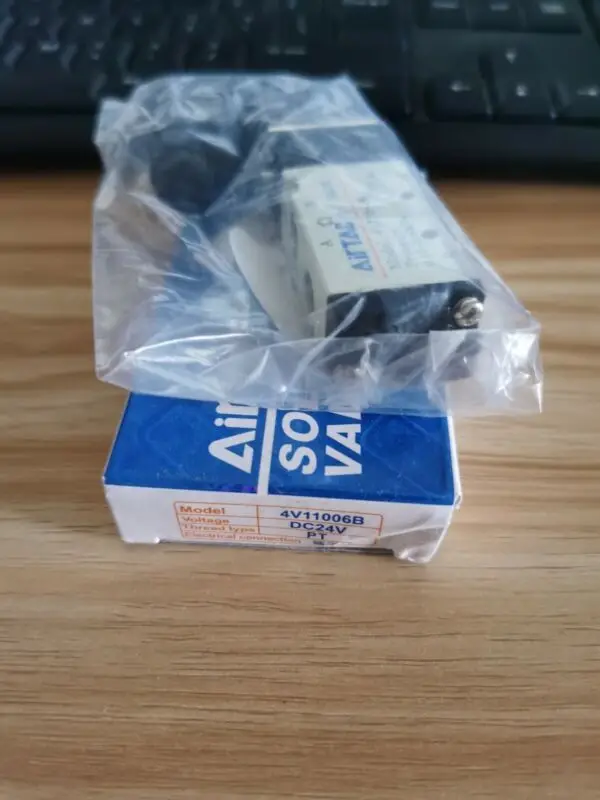 AirTAC
Air
SO
VA
Model 4V11006B
Voltage DC24V
Thread type PT
Electrical connection